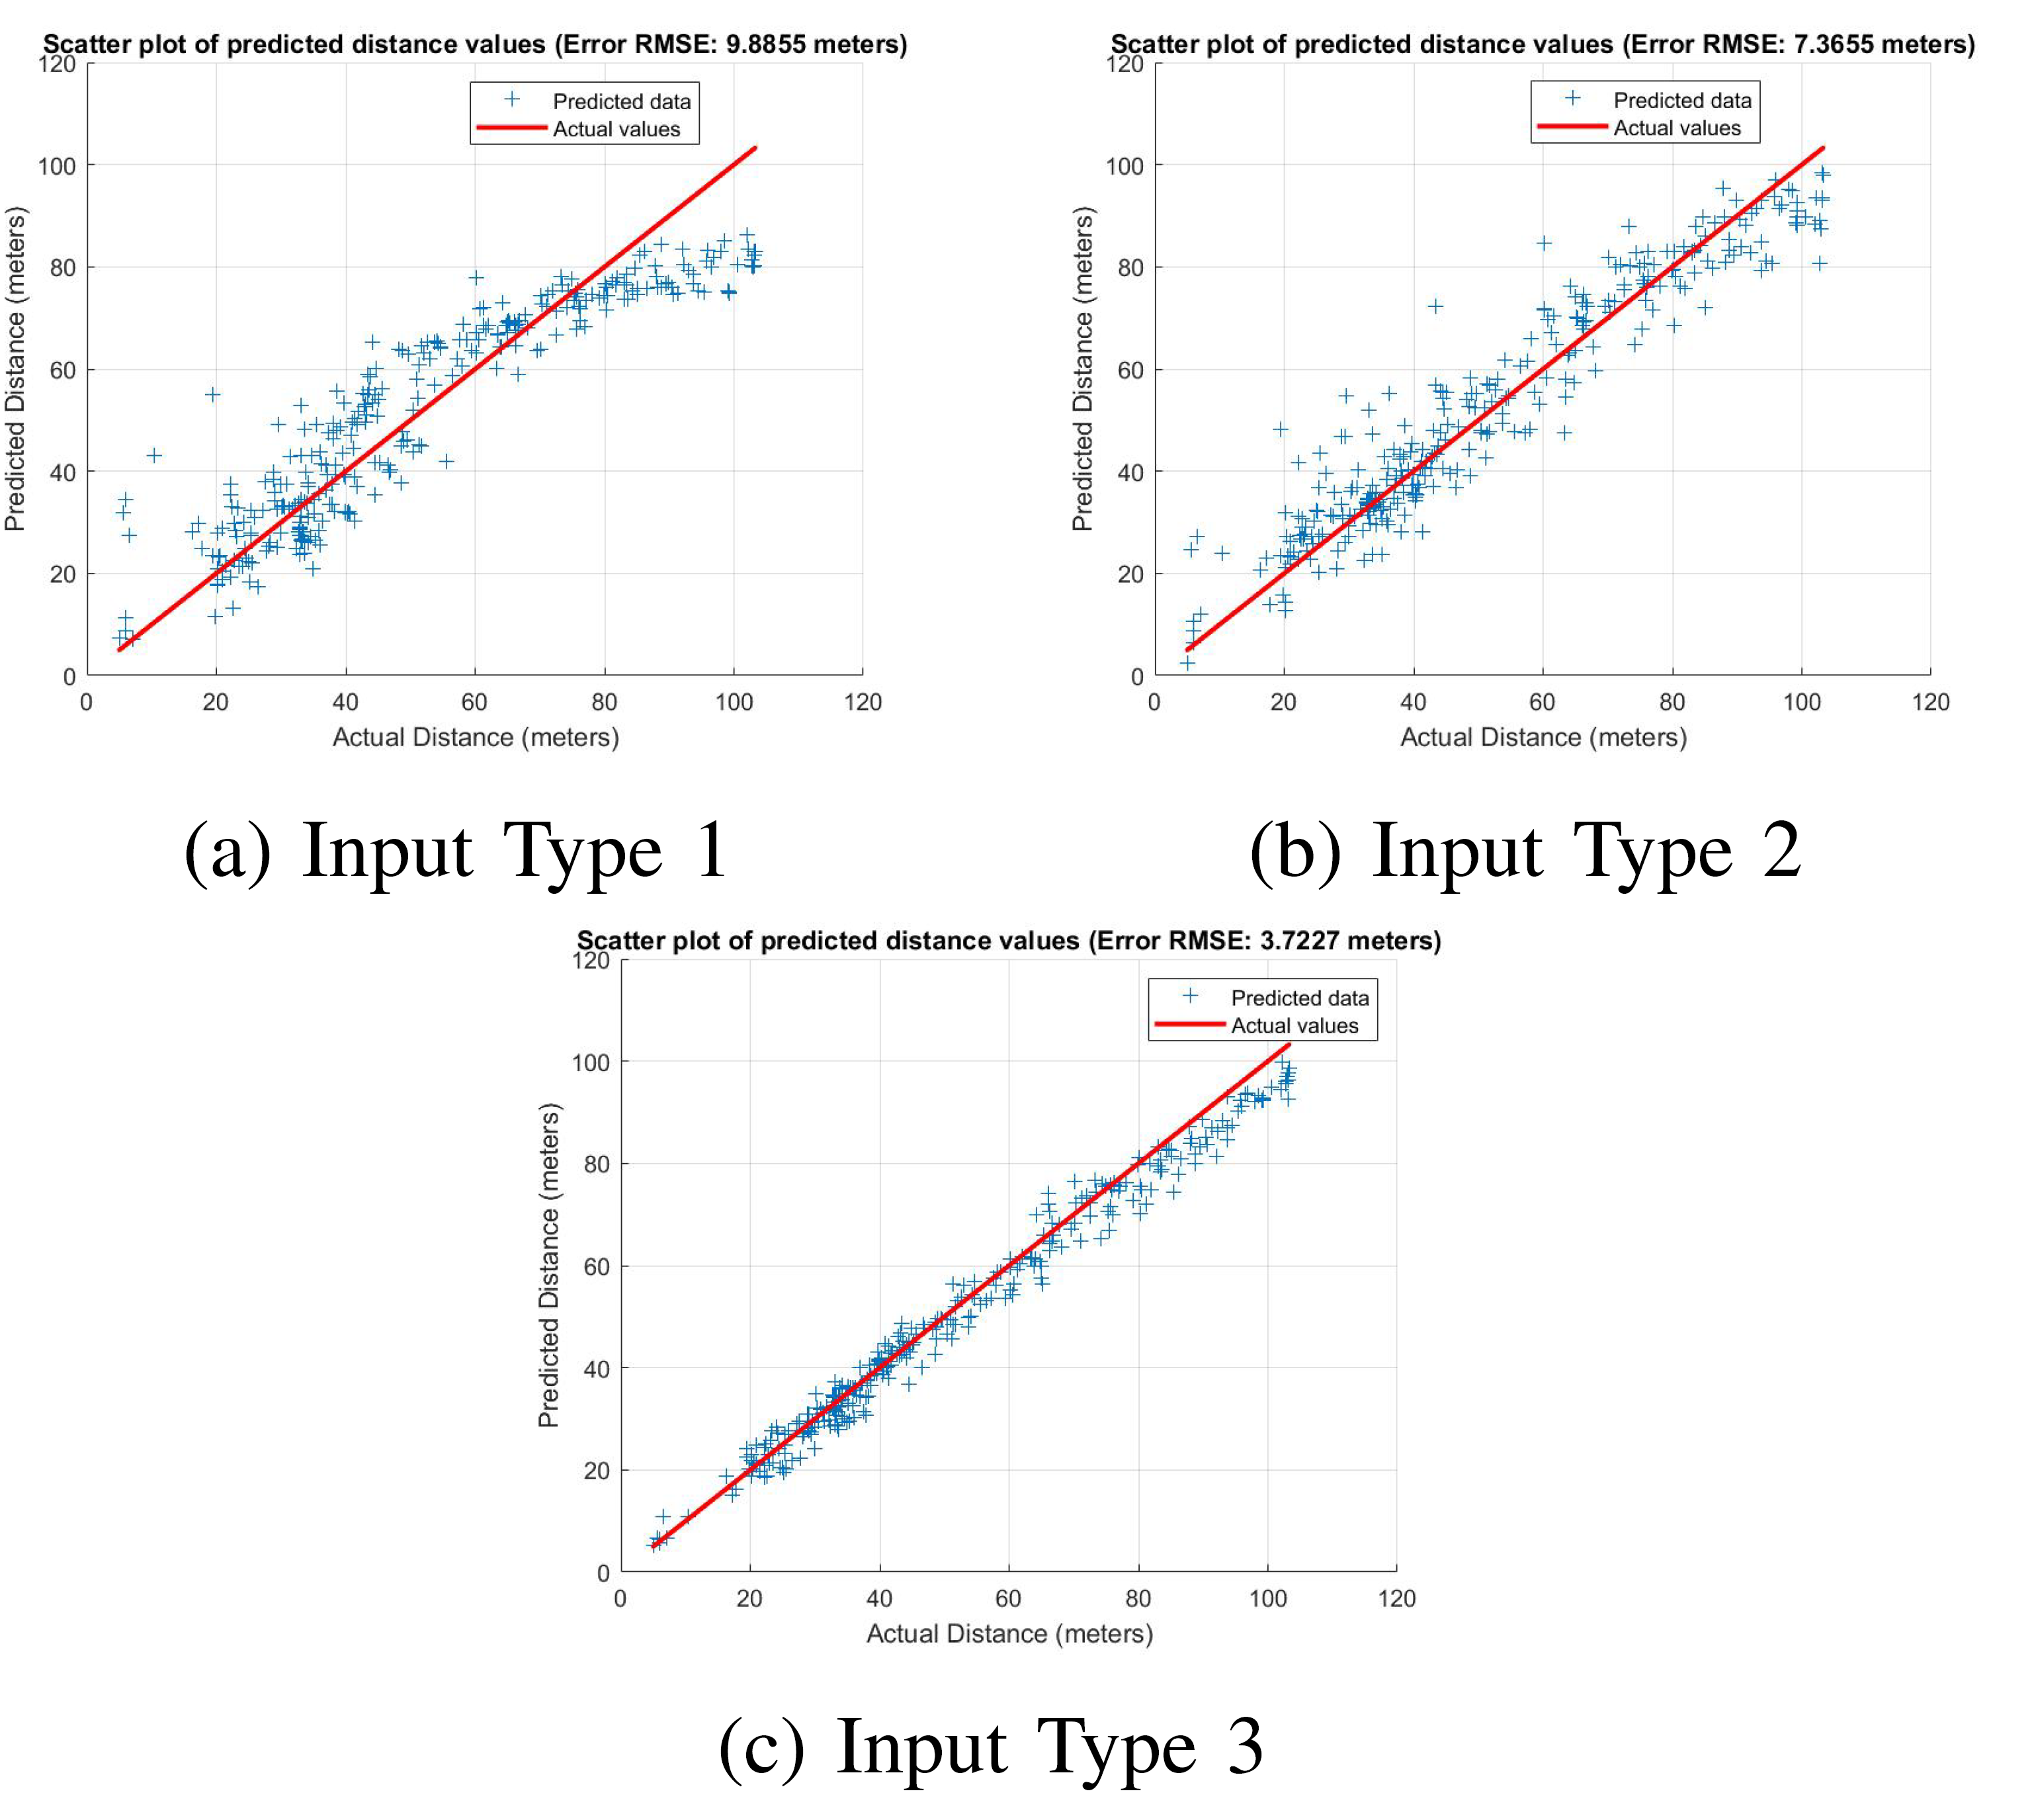 Scatter plot of predicted distance values (Error RMSE: 9.8855 meters)
120
100
80
60
40
20
0
Predicted Distance (meters)
Predicted data
Actual values
0 20 40 60 80 100 120
Actual Distance (meters)
(a) Input Type 1
Scatter plot of predicted distance values (Error RMSE: 7.3655 meters)
120
100
80
60
40
20
0
Predicted Distance (meters)
Predicted data
Actual values
0 20 40 60 80 100 120
Actual Distance (meters)
(b) Input Type 2
Scatter plot of predicted distance values (Error RMSE: 3.7227 meters)
120
100
80
60
40
20
0
Predicted Distance (meters)
Predicted data
Actual values
0 20 40 60 80 100 120
Actual Distance (meters)
(c) Input Type 3